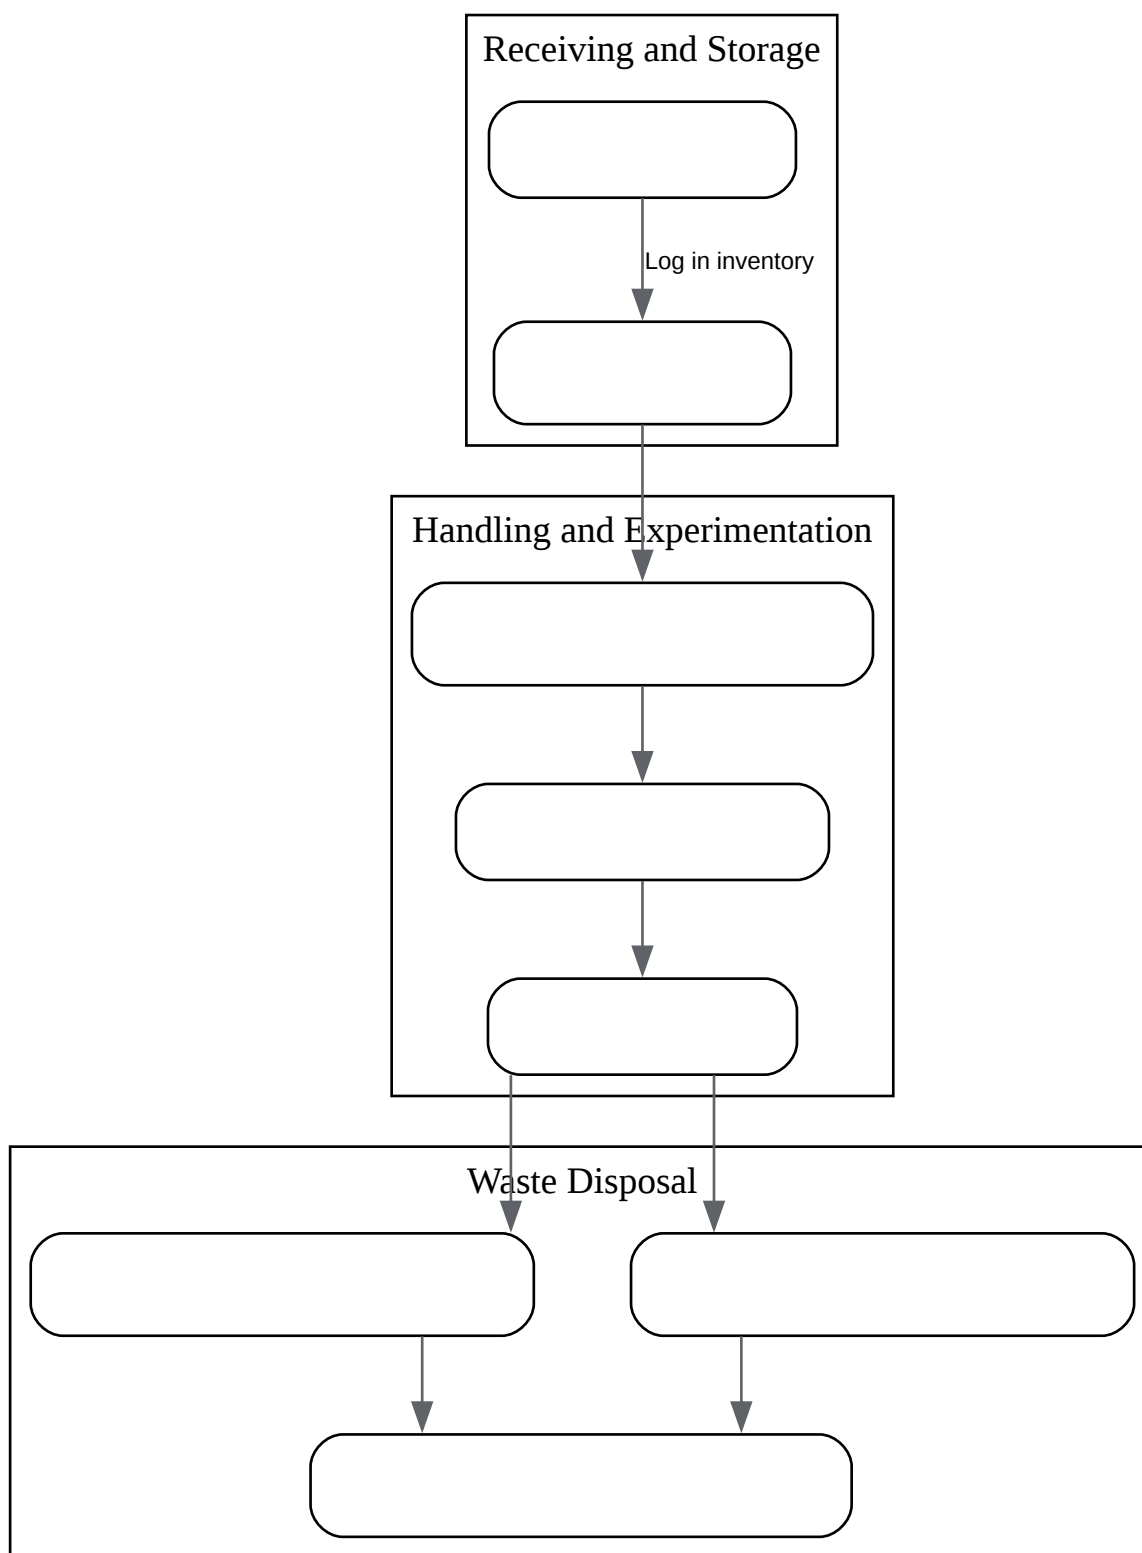 Receiving and Storage
Log in inventory
Handling and Experimentation
Waste Disposal